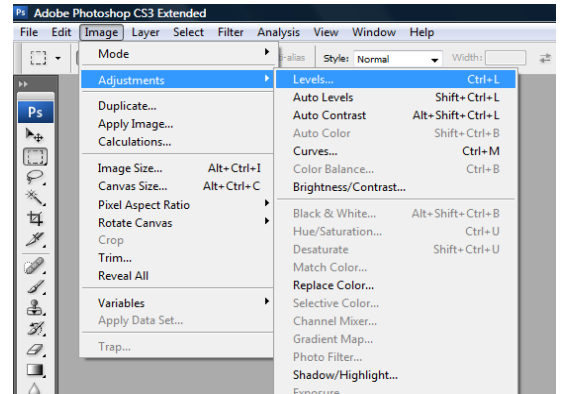 Ps Adobe Photoshop CS3 Extended
File Edit Image Layer Select Filter Analysis View Window Help
Mode
-alias Style: Normal Width:
Adjustments
Duplicate...
Apply Image...
Calculations...
Image Size... Alt+Ctrl+I
Canvas Size... Alt+Ctrl+C
Pixel Aspect Ratio
Rotate Canvas
Crop
Trim...
Reveal All
Variables
Apply Data Set...
Trap...
Levels... Ctrl+L
Auto Levels Shift+Ctrl+L
Auto Contrast Alt+Shift+Ctrl+L
Auto Color Shift+Ctrl+B
Curves... Ctrl+M
Color Balance... Ctrl+B
Brightness/Contrast...
Black & White... Alt+Shift+Ctrl+B
Hue/Saturation... Ctrl+U
Desaturate Shift+Ctrl+U
Match Color...
Replace Color...
Selective Color...
Channel Mixer...
Gradient Map...
Photo Filter...
Shadow/Highlight...
Exposure...
Ps